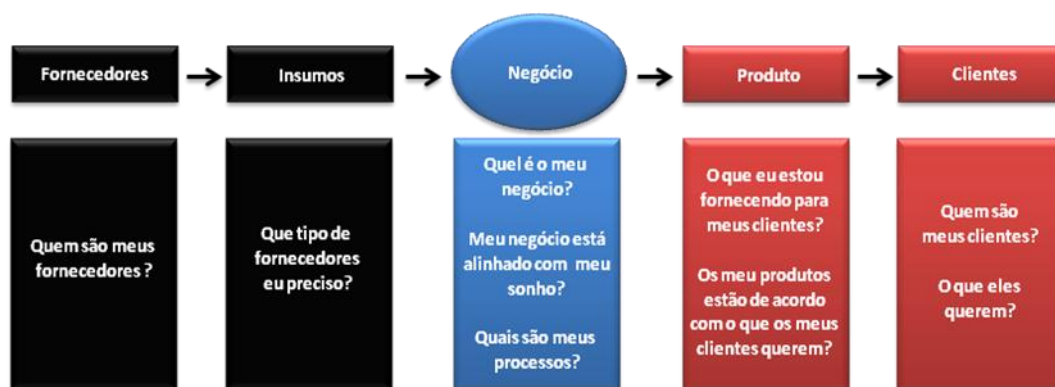 Fornecedores
Insumos
Negócio
Produto
Clientes
Quem são meus
fornecedores ?
Que tipo de
fornecedores
eu preciso?
Quel é o meu
negócio?
Meu negócio está
alinhado com meu
sonho?
Quais são meus
processos?
O que eu estou
fornecendo para
meus clientes?
Os meu produtos
estão de acordo
com o que os meus
clientes querem?
Quem são
meus clientes?
O que eles
querem?